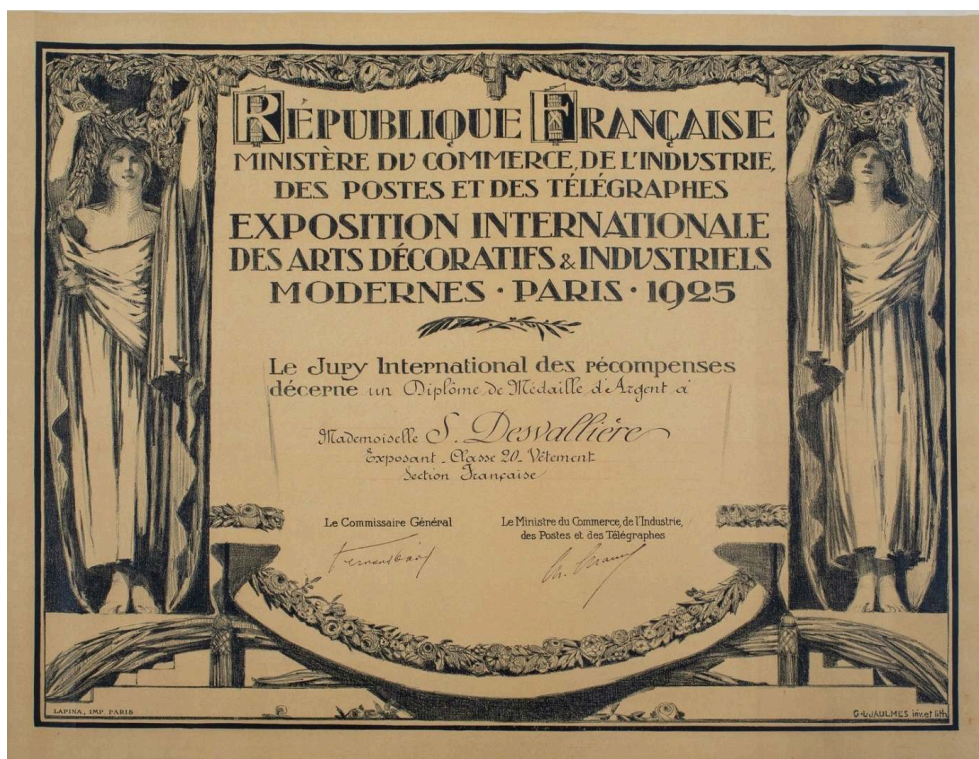 RÉPUBLIQUE FRANÇAISE
MINISTÈRE DV COMMERCE, DE L'INDVSTRIE,
DES POSTES ET DES TÉLÉGRAPHES
EXPOSITION INTERNATIONALE
DES ARTS DÉCORATIFS & INDVSTRIELS
MODERNES · PARIS · 1925
Le Jury International des récompenses
décerne un Diplôme de Médaille d'Argent à
Mademoiselle S. Desvallière
Exposant - Classe 20 - Vêtement
Section Française
Le Commissaire Général
Le Ministre du Commerce, de l'Industrie,
des Postes et des Télégraphes
LAPINA, IMP. PARIS
G-L-JAULMES inv. et lith